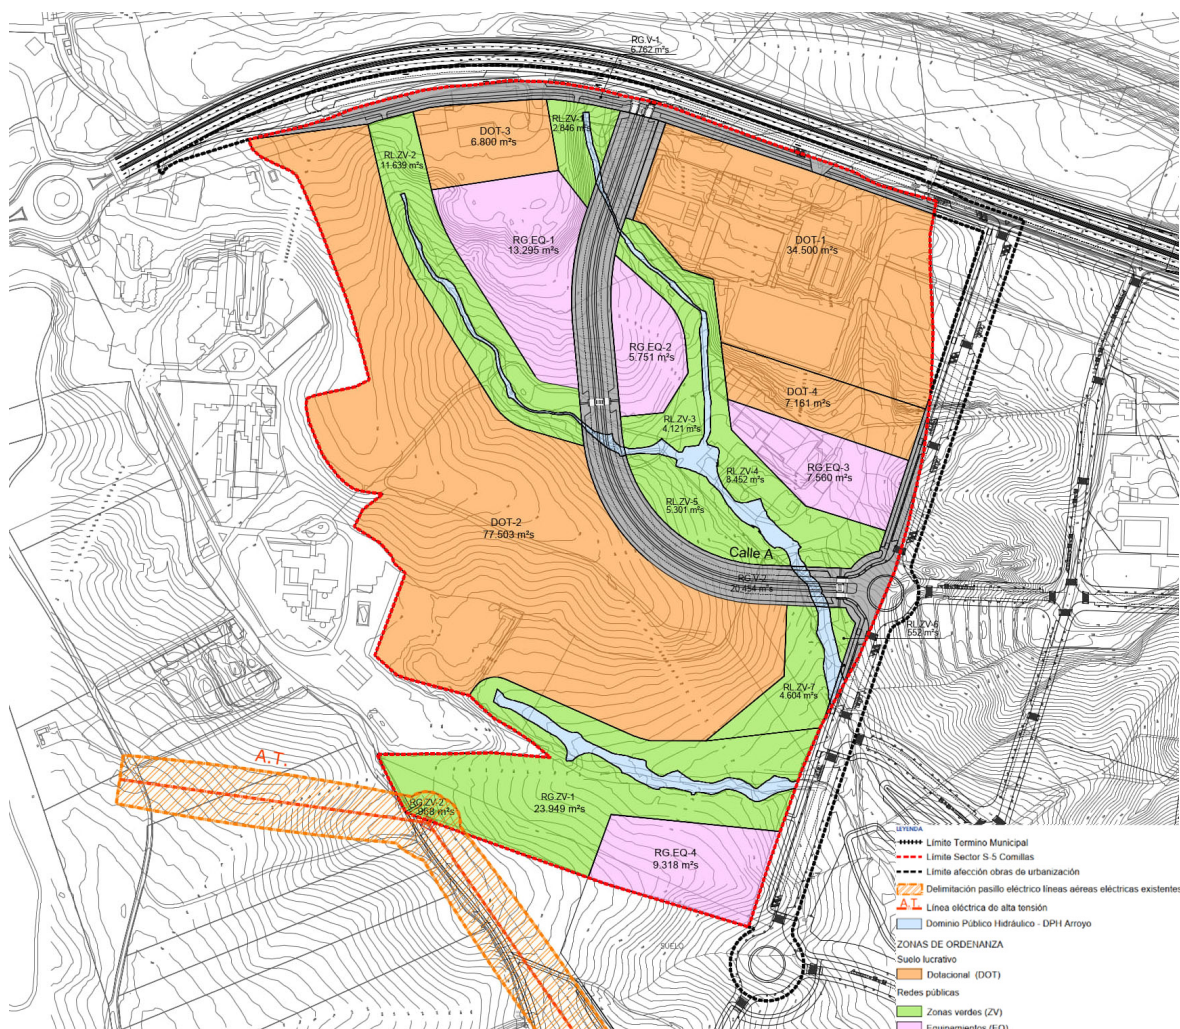 RG.V-1
6.762 m²s
RL.ZV-1
2.846 m²s
DOT-3
6.800 m²s
RL.ZV-2
11.639 m²s
RG.EQ-1
13.295 m²s
DOT-1
34.500 m²s
RG.EQ-2
5.751 m²s
DOT-4
7.161 m²s
RL.ZV-3
4.121 m²s
RL.ZV-4
8.452 m²s
RG.EQ-3
7.560 m²s
RL.ZV-5
5.301 m²s
DOT-2
77.503 m²s
Calle A
RG.V-2
20.454 m²s
RL.ZV-6
552 m²s
RL.ZV-7
4.604 m²s
A.T.
RG.ZV-2
968 m²s
RG.ZV-1
23.949 m²s
RG.EQ-4
9.318 m²s
SUELO
LEYENDA
Límite Termino Municipal
Límite Sector S-5 Comillas
Límite afección obras de urbanización
Delimitación pasillo eléctrico líneas aéreas eléctricas existentes
A.T. Línea eléctrica de alta tensión
Dominio Público Hidráulico - DPH Arroyo
ZONAS DE ORDENANZA
Suelo lucrativo
Dotacional (DOT)
Redes públicas
Zonas verdes (ZV)
Equipamientos (EQ)